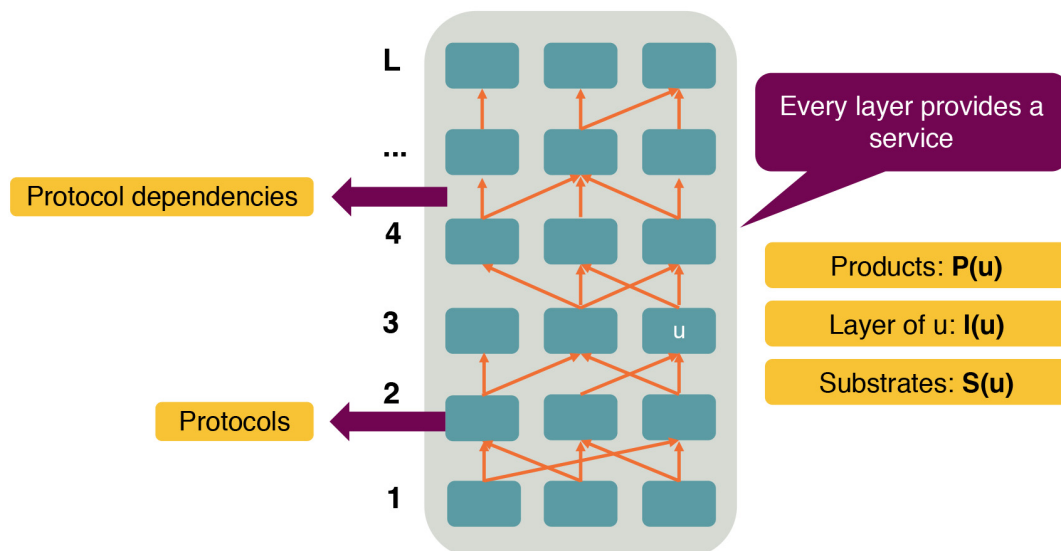 L
Every layer provides a
service
...
Protocol dependencies
4
Products: P(u)
3
u
Layer of u: l(u)
2
Substrates: S(u)
Protocols
1